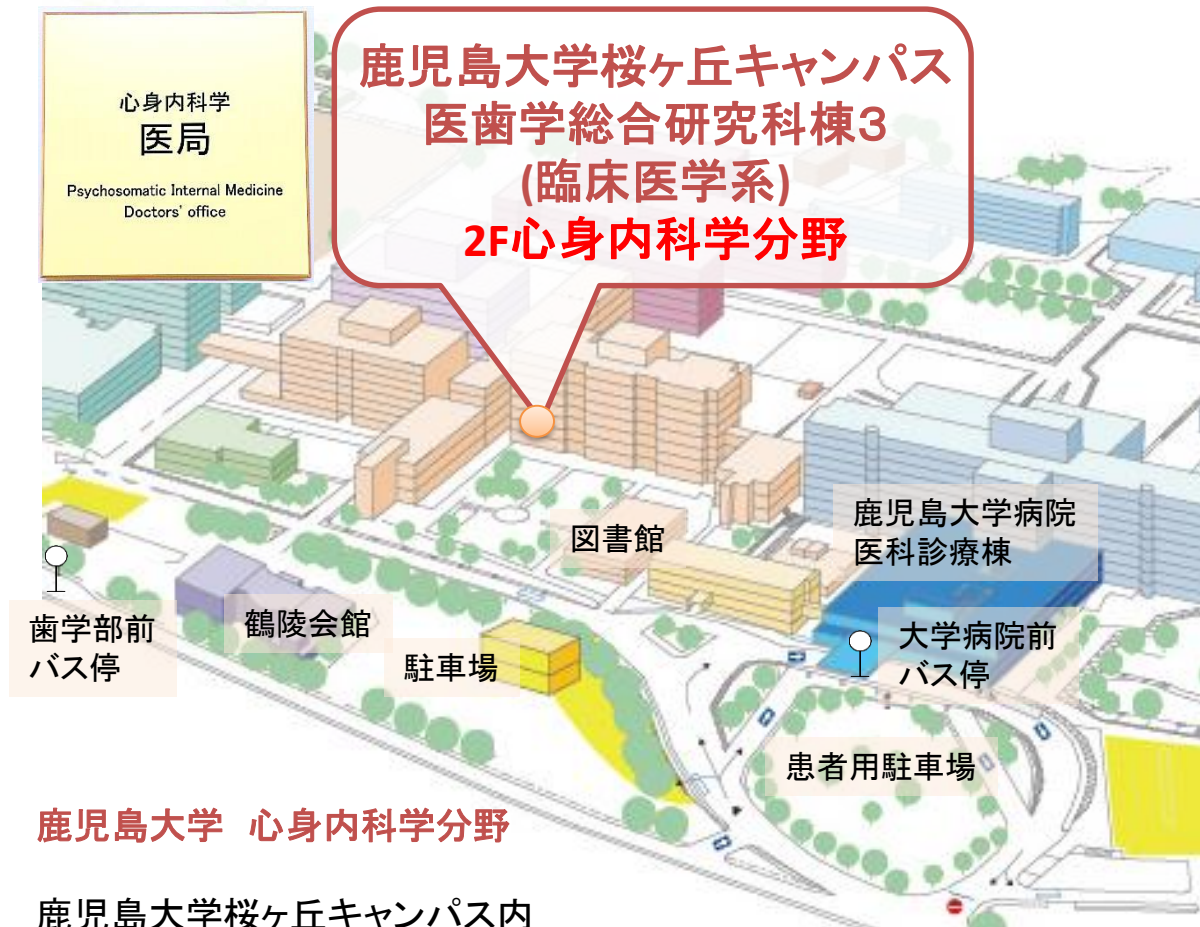 心身内科学
医局
Psychosomatic Internal Medicine
Doctors' office
鹿児島大学桜ヶ丘キャンパス
医歯学総合研究科棟３
(臨床医学系)
2F心身内科学分野
図書館
鹿児島大学病院
医科診療棟
歯学部前
バス停
鶴陵会館
駐車場
大学病院前
バス停
患者用駐車場
鹿児島大学　心身内科学分野
鹿児島大学桜ヶ丘キャンパス内